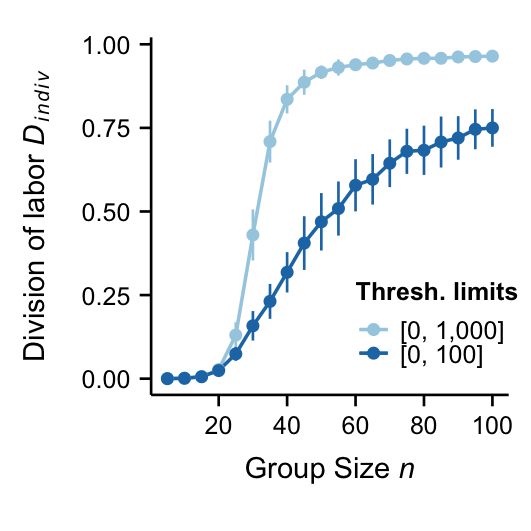 Division of labor D indiv
1.00
0.75
0.50
0.25
0.00
Thresh. limits
[0, 1,000]
[0, 100]
20 40 60 80 100
Group Size n